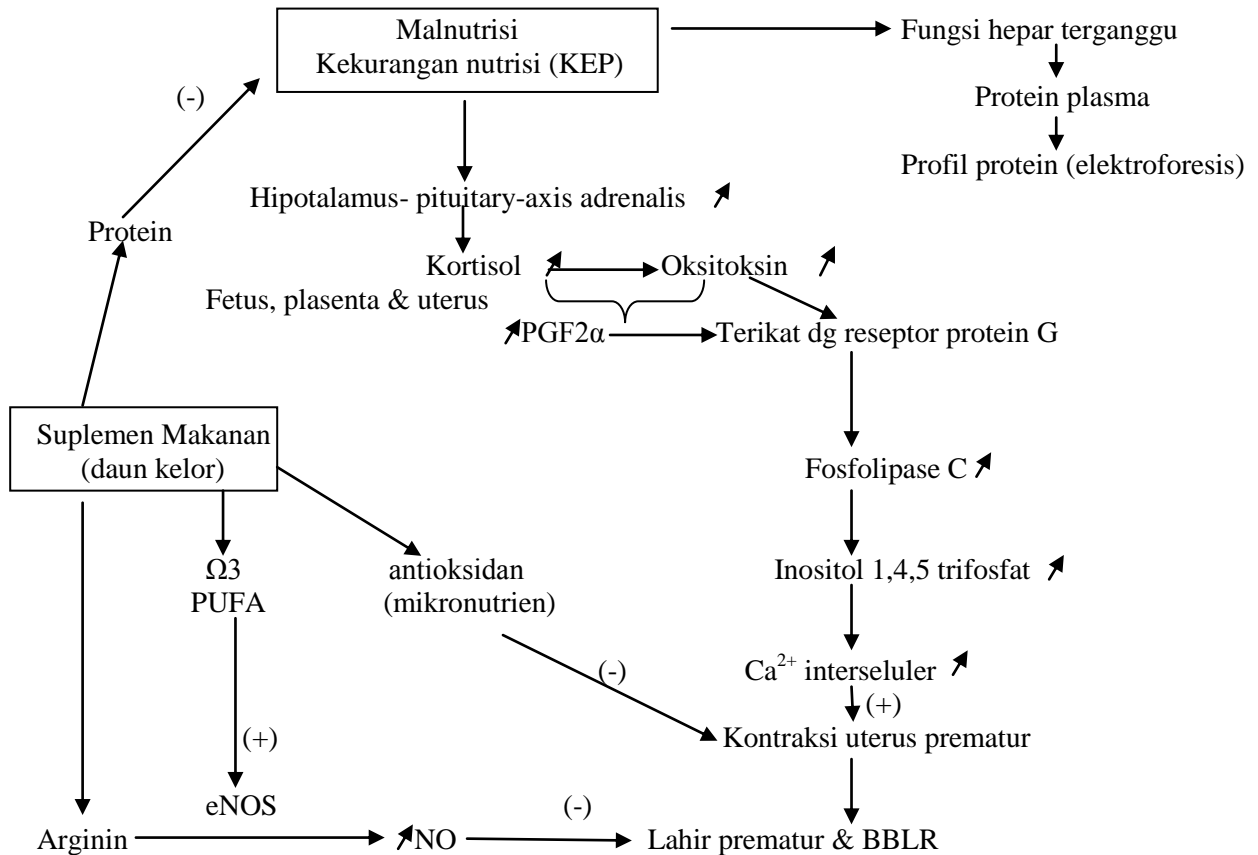 Malnutrisi
Kekurangan nutrisi (KEP)
Fungsi hepar terganggu
(-)
Protein plasma
Profil protein (elektroforesis)
Hipotalamus- pituitary-axis adrenalis
Protein
Kortisol
Oksitoksin
Fetus, plasenta & uterus
PGF2α
Terikat dg reseptor protein G
Suplemen Makanan
(daun kelor)
Fosfolipase C
Ω3
PUFA
antioksidan
(mikronutrien)
Inositol 1,4,5 trifosfat
(-)
Ca²⁺ interseluler
(+)
(+)
Kontraksi uterus prematur
eNOS
(-)
Arginin
NO
Lahir prematur & BBLR